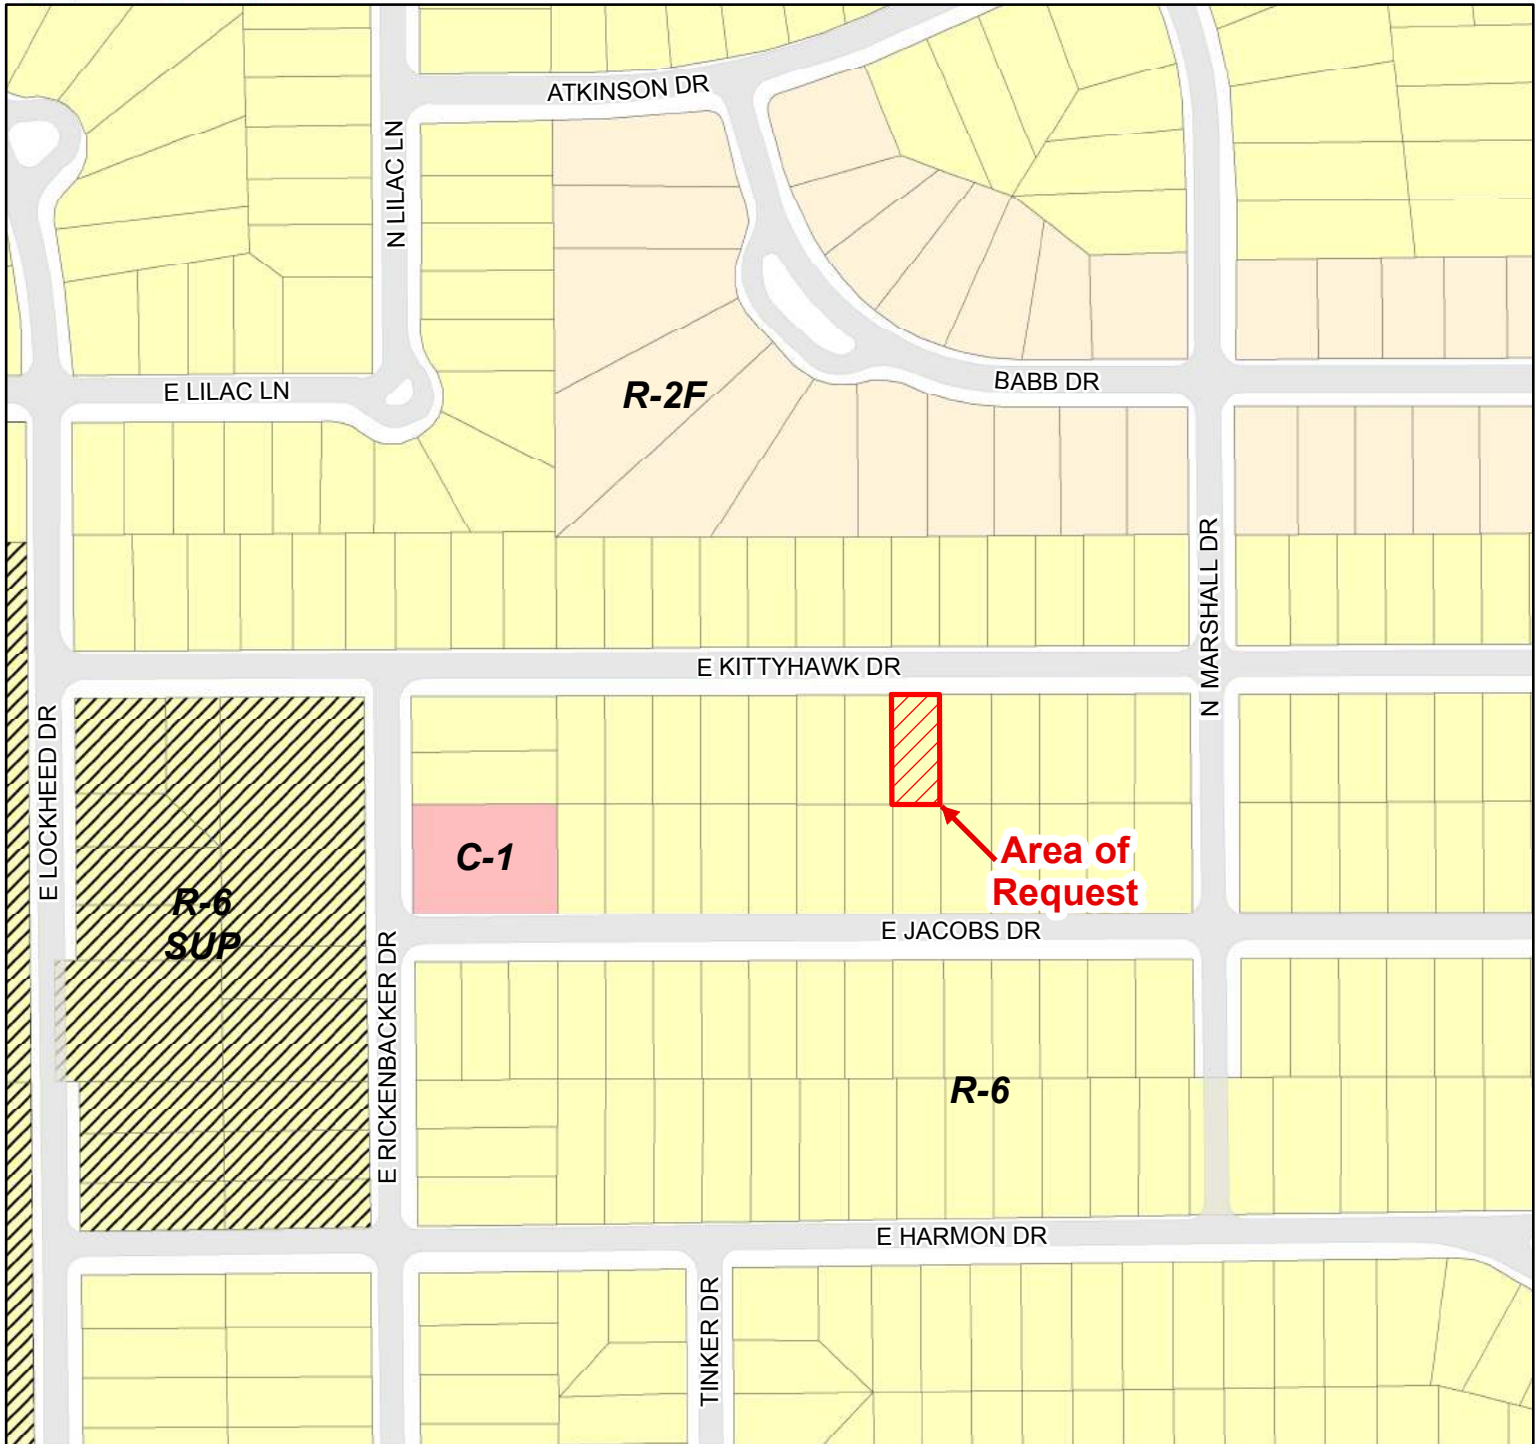 ATKINSON DR
N LILAC LN
E LILAC LN
R-2F
BABB DR
N MARSHALL DR
E KITTYHAWK DR
E LOCKHEED DR
C-1
Area of
Request
R-6
SUP
E JACOBS DR
E RICKENBACKER DR
R-6
E HARMON DR
TINKER DR